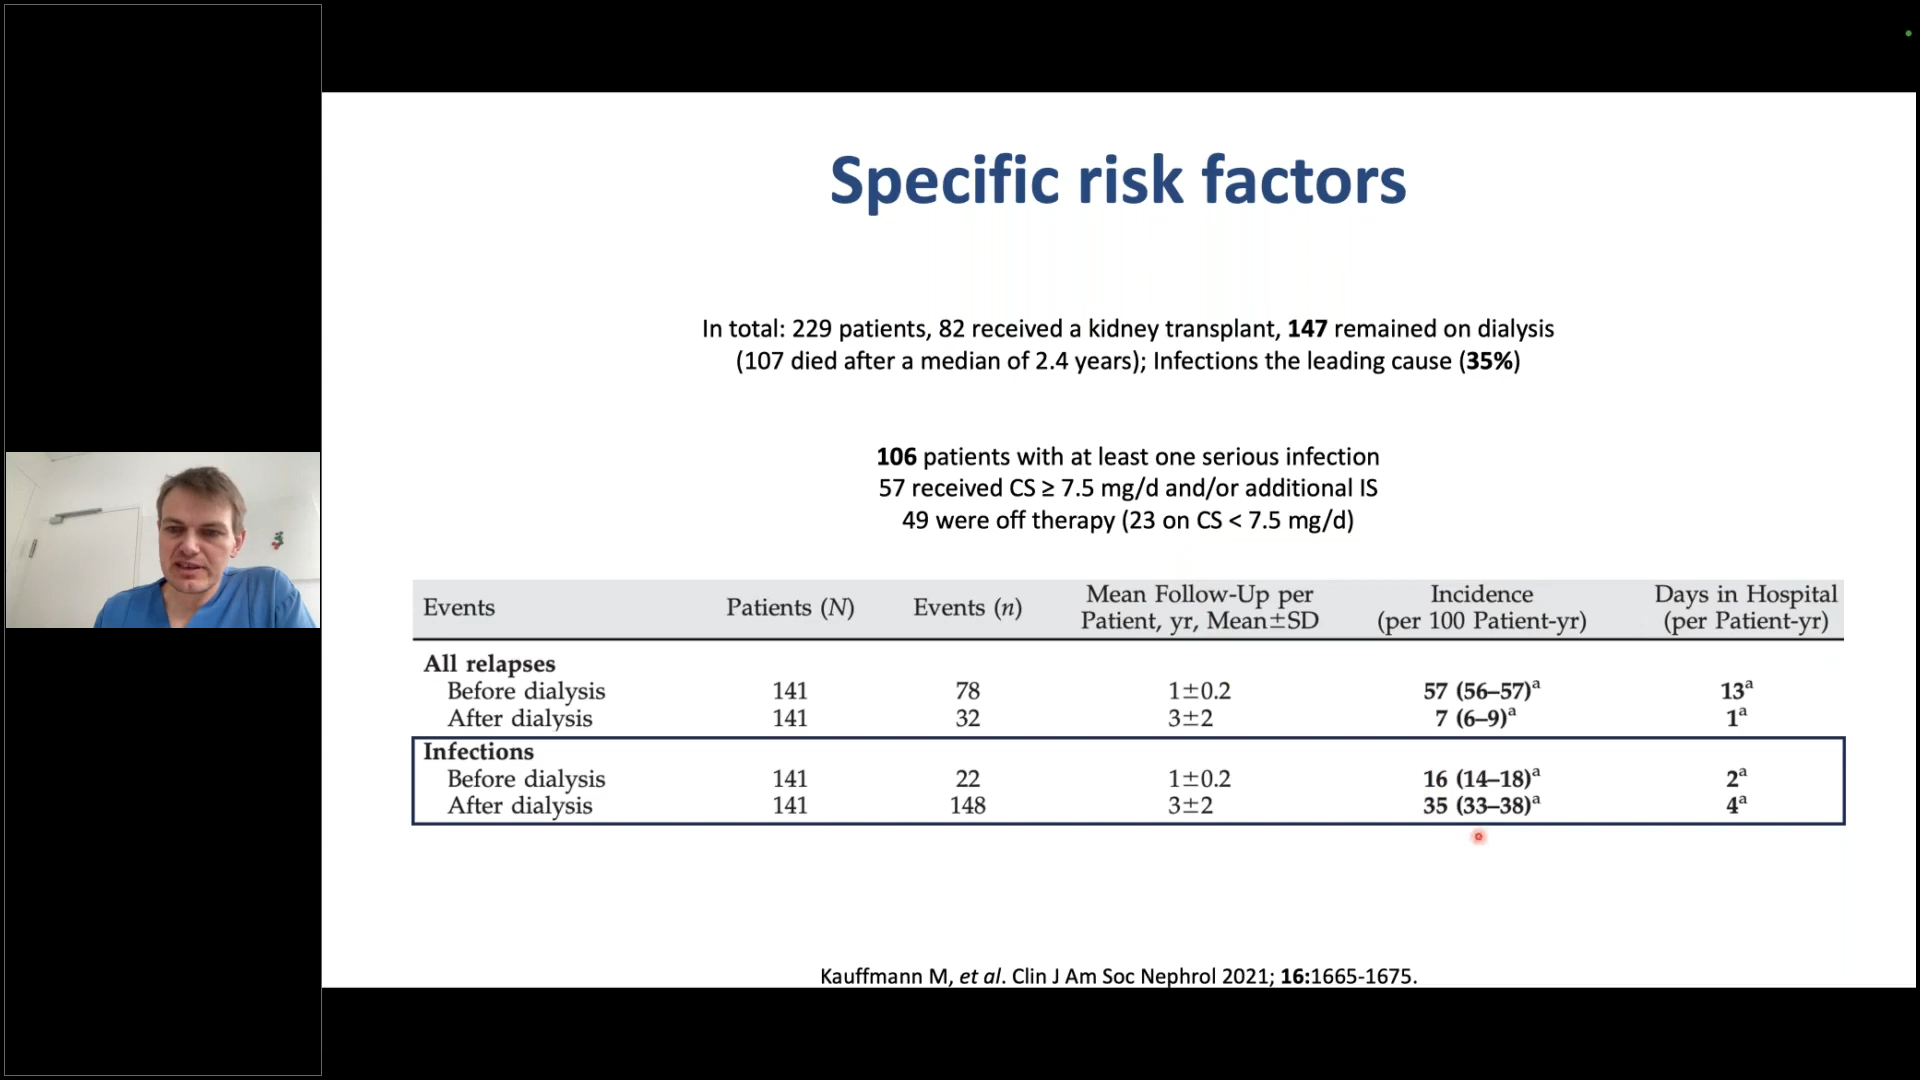 Specific risk factors
In total: 229 patients, 82 received a kidney transplant, 147 remained on dialysis
(107 died after a median of 2.4 years); Infections the leading cause (35%)
106 patients with at least one serious infection
57 received CS ≥ 7.5 mg/d and/or additional IS
49 were off therapy (23 on CS < 7.5 mg/d)
Events Patients (N) Events (n) Mean Follow-Up per Patient, yr, Mean±SD Incidence (per 100 Patient-yr) Days in Hospital (per Patient-yr)
All relapses
Before dialysis 141 78 1±0.2 57 (56–57)ᵃ 13ᵃ
After dialysis 141 32 3±2 7 (6–9)ᵃ 1ᵃ
Infections
Before dialysis 141 22 1±0.2 16 (14–18)ᵃ 2ᵃ
After dialysis 141 148 3±2 35 (33–38)ᵃ 4ᵃ
Kauffmann M, et al. Clin J Am Soc Nephrol 2021; 16:1665-1675.